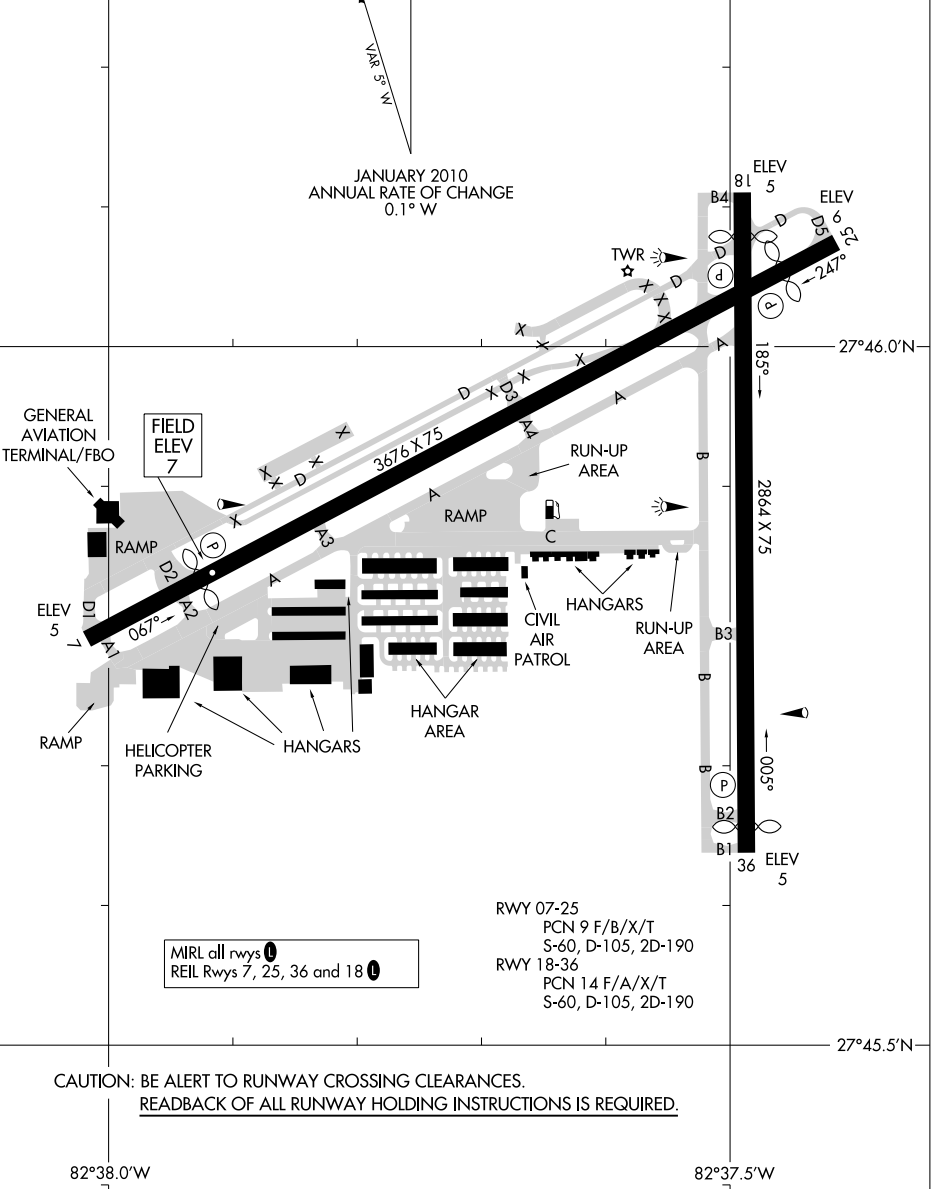 VAR 5° W
JANUARY 2010
ANNUAL RATE OF CHANGE
0.1° W
ELEV
5
18
B4
ELEV
6
25
D
D5
TWR
D
P
247°
P
D
X
X
X
X
X
27°46.0'N
A
185°
X
D
X
X
D3
A
GENERAL
AVIATION
TERMINAL/FBO
FIELD
ELEV
7
X
3676 X 75
A4
RUN-UP
AREA
B
X
X
D
X
A
RAMP
2864 X 75
X
C
RAMP
P
A3
D2
A
HANGARS
CIVIL
AIR
PATROL
RUN-UP
AREA
B3
ELEV
5
D1
A2
067°
7
A1
B
RAMP
HELICOPTER
PARKING
HANGARS
HANGAR
AREA
B
005°
P
B2
B1
36
ELEV
5
RWY 07-25
PCN 9 F/B/X/T
S-60, D-105, 2D-190
RWY 18-36
PCN 14 F/A/X/T
S-60, D-105, 2D-190
MIRL all rwys L
REIL Rwys 7, 25, 36 and 18 L
27°45.5'N
CAUTION: BE ALERT TO RUNWAY CROSSING CLEARANCES.
READBACK OF ALL RUNWAY HOLDING INSTRUCTIONS IS REQUIRED.
82°38.0'W
82°37.5'W